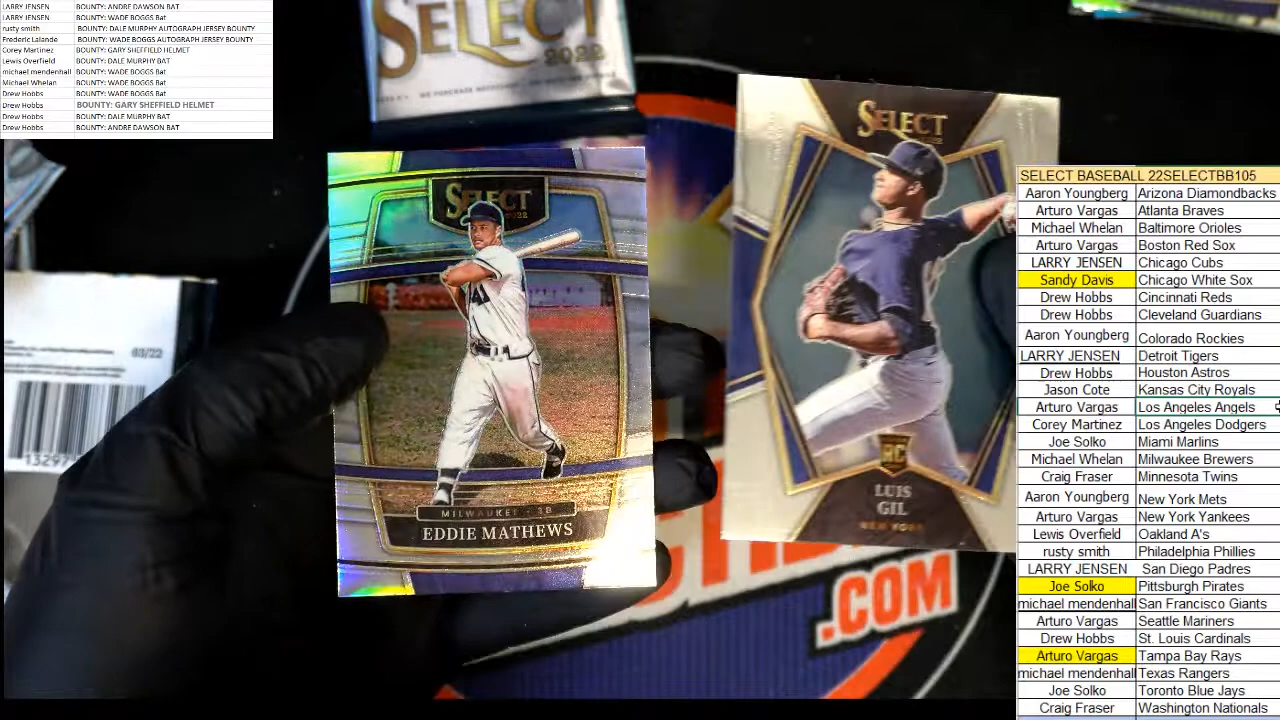 LARRY JENSEN BOUNTY: ANDRE DAWSON BAT
LARRY JENSEN BOUNTY: WADE BOGGS Bat
rusty smith BOUNTY: DALE MURPHY AUTOGRAPH JERSEY BOUNTY
Frederic Lalande BOUNTY: WADE BOGGS AUTOGRAPH JERSEY BOUNTY
Corey Martinez BOUNTY: GARY SHEFFIELD HELMET
Lewis Overfield BOUNTY: DALE MURPHY BAT
michael mendenhall BOUNTY: WADE BOGGS Bat
Michael Whelan BOUNTY: WADE BOGGS Bat
Drew Hobbs BOUNTY: WADE BOGGS Bat
Drew Hobbs BOUNTY: GARY SHEFFIELD HELMET
Drew Hobbs BOUNTY: DALE MURPHY BAT
Drew Hobbs BOUNTY: ANDRE DAWSON BAT
SELECT
2022
NO PURCHASE
SELECT
2022
MILWAUKEE - 3B
EDDIE MATHEWS
SELECT
RC
LUIS
GIL
NEW YORK
03/22
.COM
SELECT BASEBALL 22SELECTBB105
Aaron Youngberg Arizona Diamondbacks
Arturo Vargas Atlanta Braves
Michael Whelan Baltimore Orioles
Arturo Vargas Boston Red Sox
LARRY JENSEN Chicago Cubs
Sandy Davis Chicago White Sox
Drew Hobbs Cincinnati Reds
Drew Hobbs Cleveland Guardians
Aaron Youngberg Colorado Rockies
LARRY JENSEN Detroit Tigers
Drew Hobbs Houston Astros
Jason Cote Kansas City Royals
Arturo Vargas Los Angeles Angels
Corey Martinez Los Angeles Dodgers
Joe Solko Miami Marlins
Michael Whelan Milwaukee Brewers
Craig Fraser Minnesota Twins
Aaron Youngberg New York Mets
Arturo Vargas New York Yankees
Lewis Overfield Oakland A's
rusty smith Philadelphia Phillies
LARRY JENSEN San Diego Padres
Joe Solko Pittsburgh Pirates
michael mendenhall San Francisco Giants
Arturo Vargas Seattle Mariners
Drew Hobbs St. Louis Cardinals
Arturo Vargas Tampa Bay Rays
michael mendenhall Texas Rangers
Joe Solko Toronto Blue Jays
Craig Fraser Washington Nationals